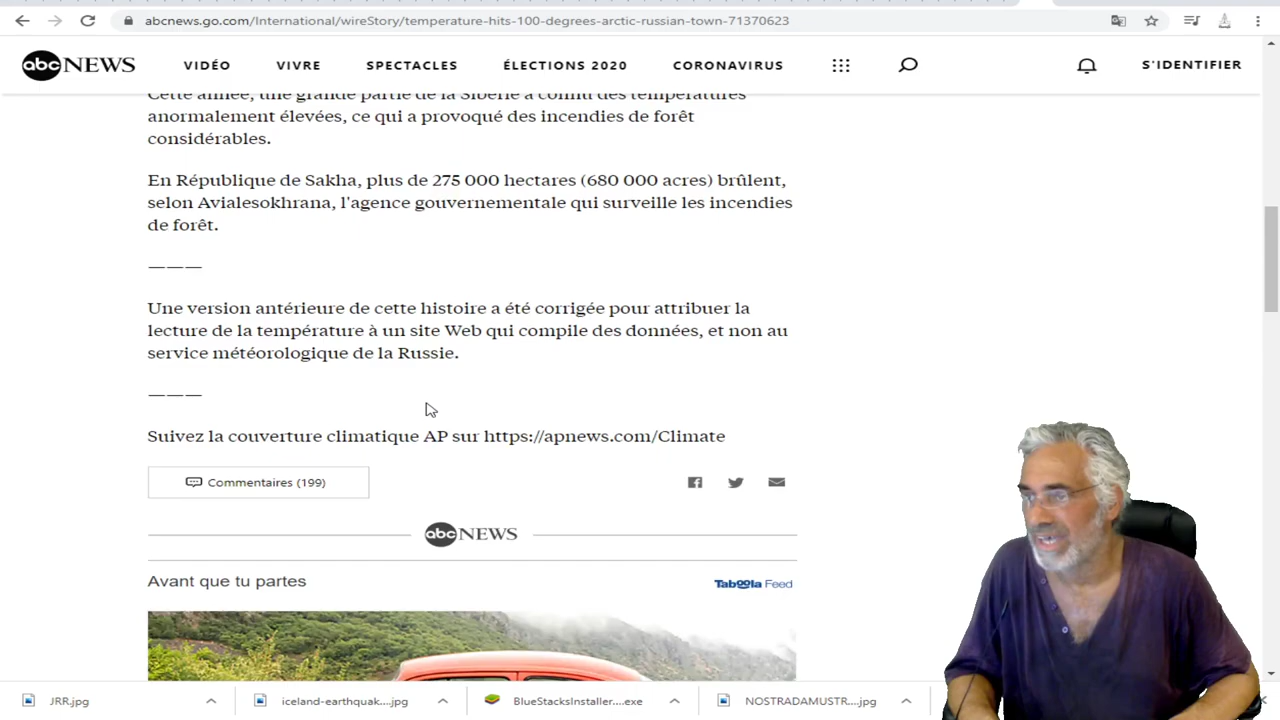 abcnews.go.com/International/wireStory/temperature-hits-100-degrees-arctic-russian-town-71370623
abc NEWS VIDÉO VIVRE SPECTACLES ÉLECTIONS 2020 CORONAVIRUS S'IDENTIFIER
Cette année, une grande partie de la Sibérie a connu des températures
anormalement élevées, ce qui a provoqué des incendies de forêt
considérables.
En République de Sakha, plus de 275 000 hectares (680 000 acres) brûlent,
selon Avialesokhrana, l'agence gouvernementale qui surveille les incendies
de forêt.
———
Une version antérieure de cette histoire a été corrigée pour attribuer la
lecture de la température à un site Web qui compile des données, et non au
service météorologique de la Russie.
———
Suivez la couverture climatique AP sur https://apnews.com/Climate
Commentaires (199)
abc NEWS
Avant que tu partes Taboola Feed
JRR.jpg iceland-earthquak....jpg BlueStacksInstaller....exe NOSTRADAMUSTR....jpg